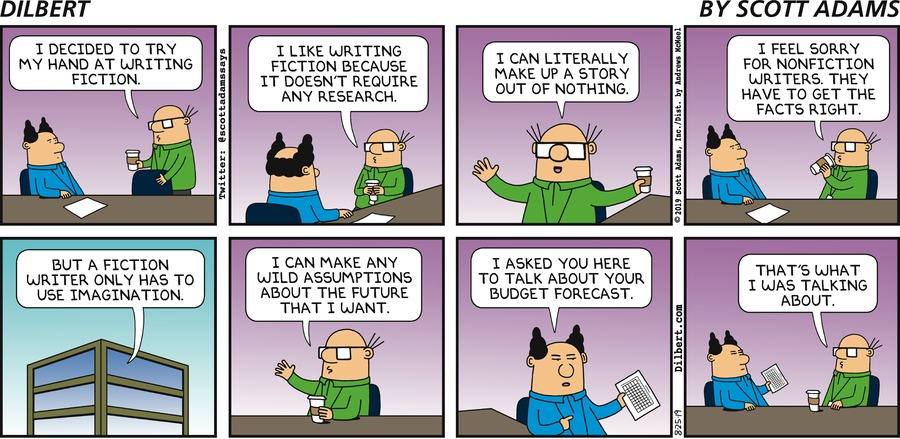 DILBERT
BY SCOTT ADAMS
I DECIDED TO TRY
MY HAND AT WRITING
FICTION.
Twitter: @scottadamssays
I LIKE WRITING
FICTION BECAUSE
IT DOESN'T REQUIRE
ANY RESEARCH.
I CAN LITERALLY
MAKE UP A STORY
OUT OF NOTHING.
©2019 Scott Adams, Inc./Dist. by Andrews McMeel
I FEEL SORRY
FOR NONFICTION
WRITERS. THEY
HAVE TO GET THE
FACTS RIGHT.
BUT A FICTION
WRITER ONLY HAS TO
USE IMAGINATION.
I CAN MAKE ANY
WILD ASSUMPTIONS
ABOUT THE FUTURE
THAT I WANT.
I ASKED YOU HERE
TO TALK ABOUT YOUR
BUDGET FORECAST.
8-25-19 Dilbert.com
THAT'S WHAT
I WAS TALKING
ABOUT.